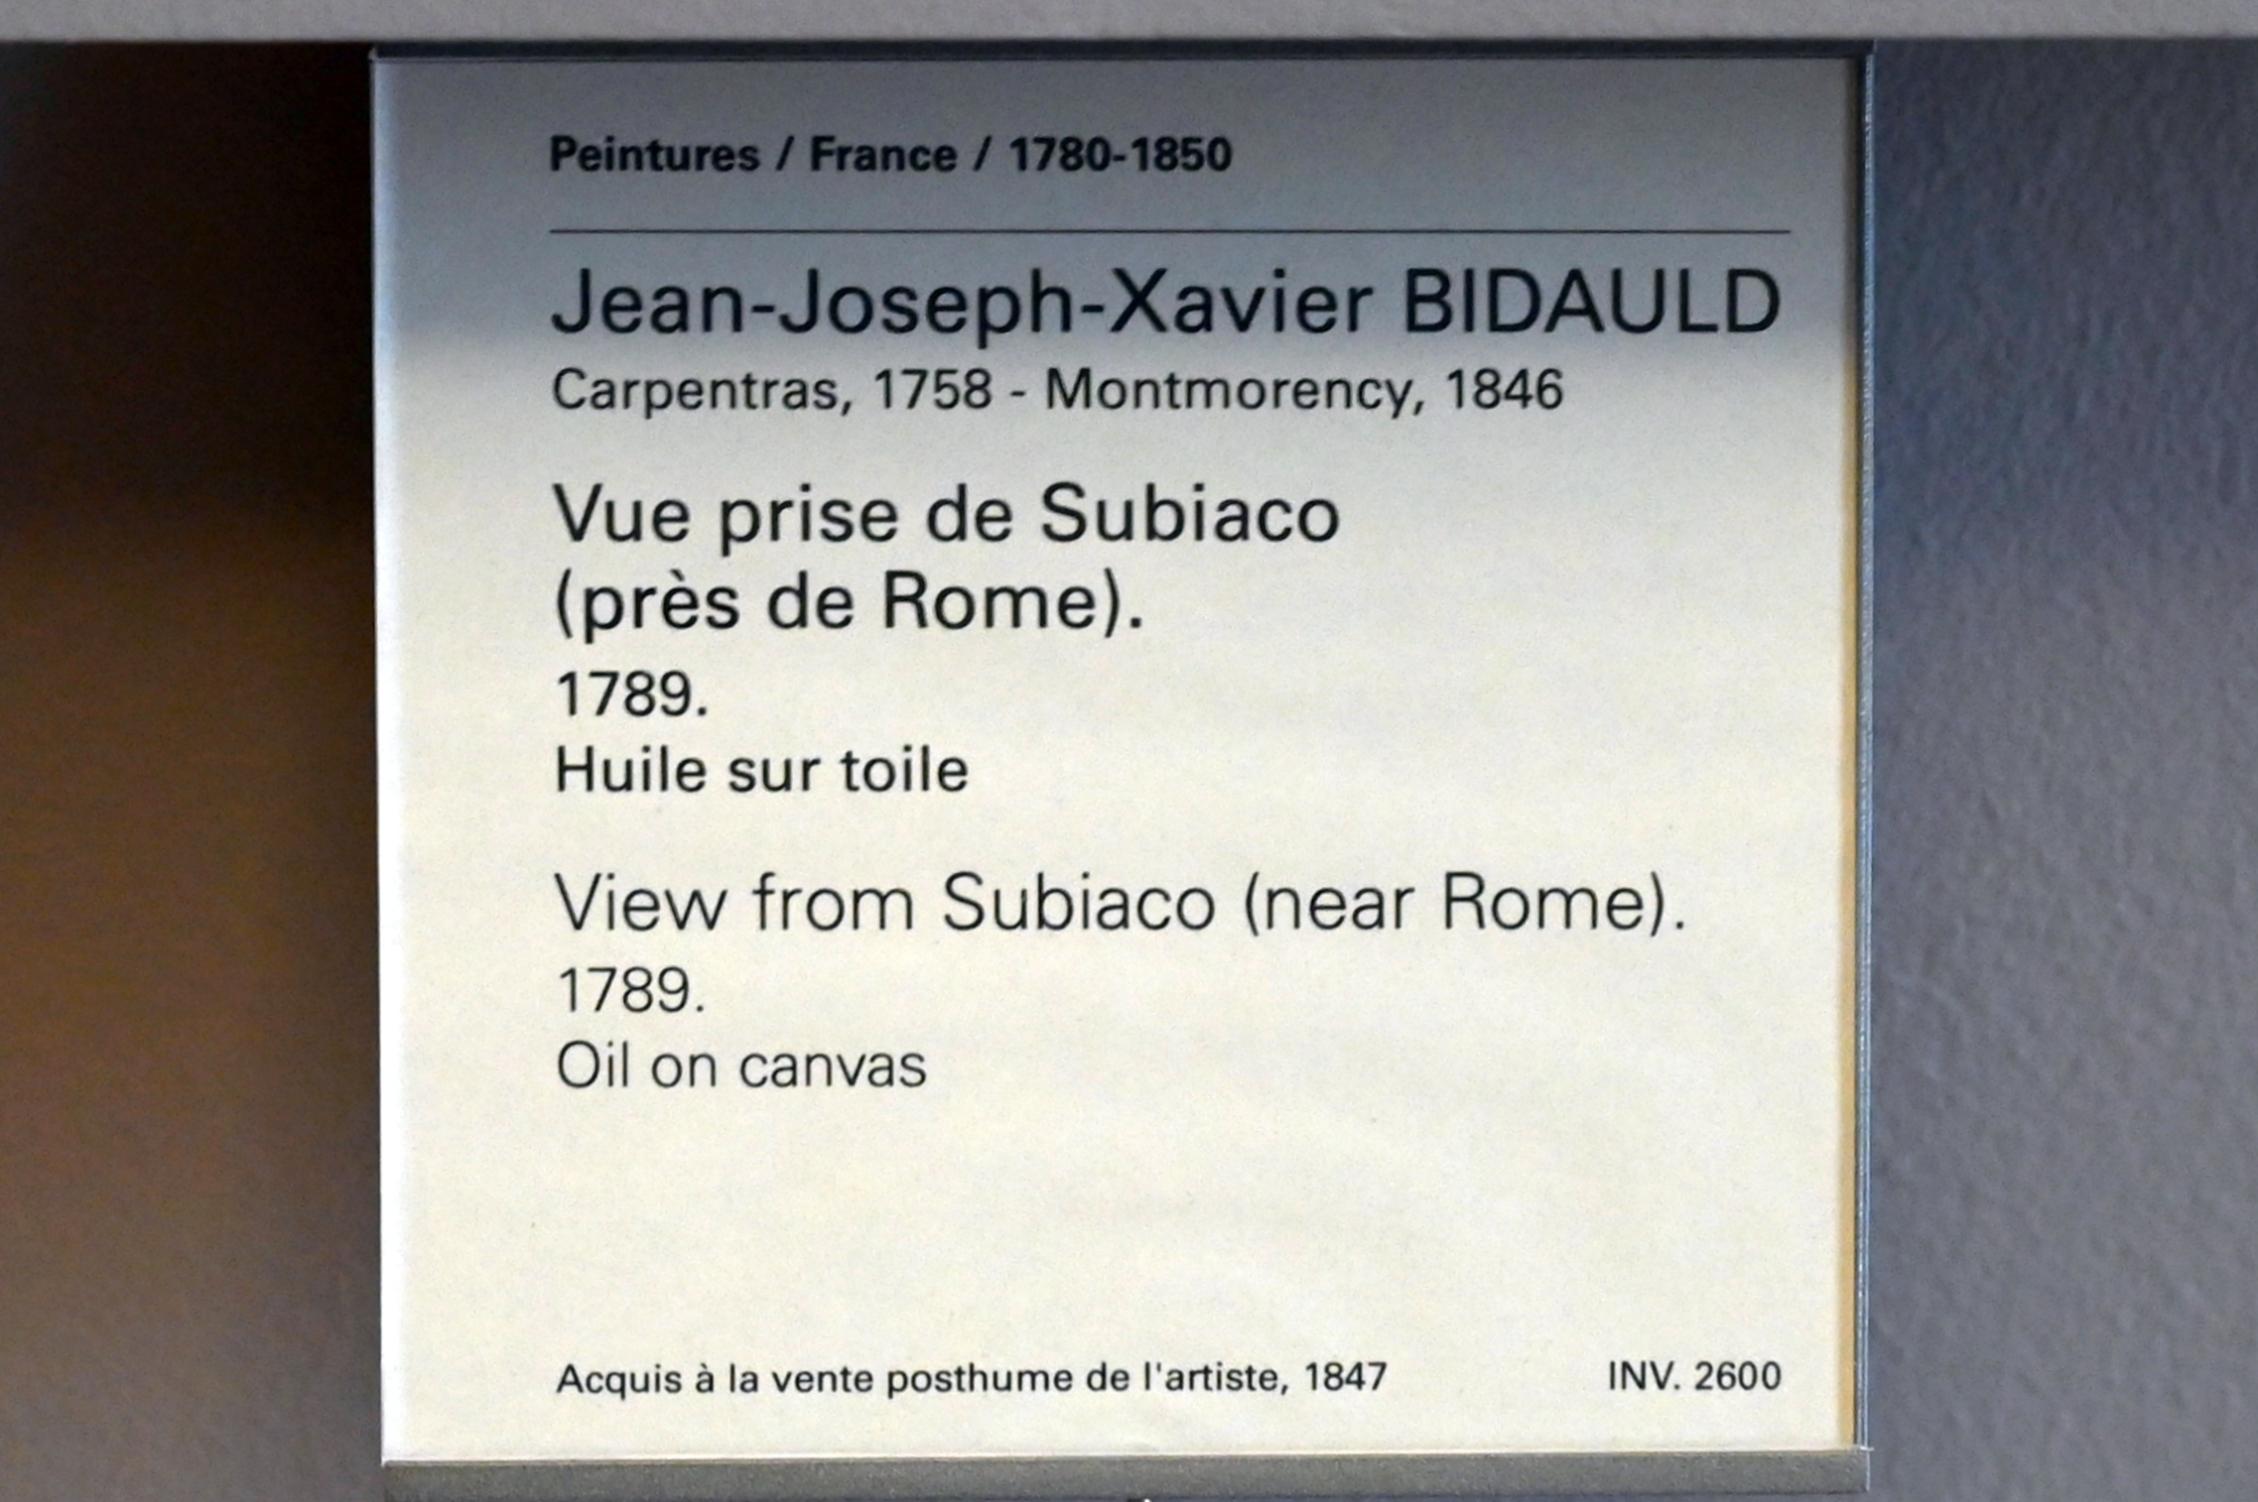 Peintures / France / 1780-1850
Jean-Joseph-Xavier BIDAULD
Carpentras, 1758 - Montmorency, 1846
Vue prise de Subiaco
(près de Rome).
1789.
Huile sur toile
View from Subiaco (near Rome).
1789.
Oil on canvas
Acquis à la vente posthume de l'artiste, 1847 INV. 2600